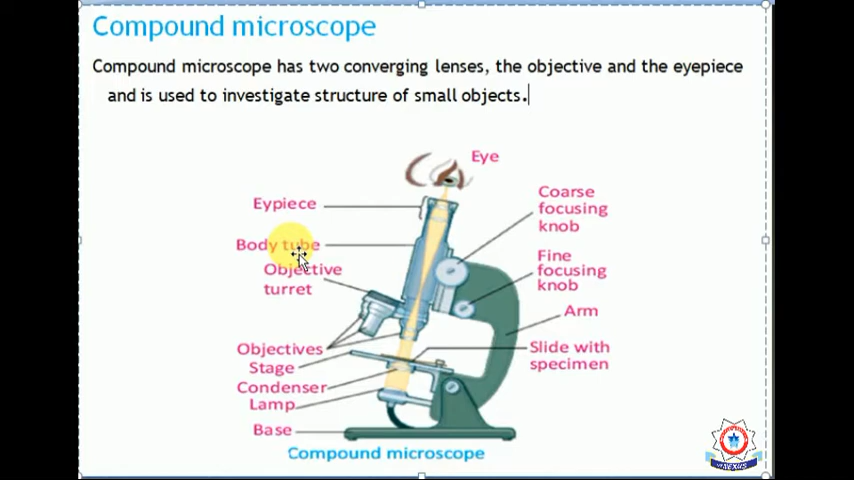 Compound microscope
Compound microscope has two converging lenses, the objective and the eyepiece
and is used to investigate structure of small objects.
Eye
Eypiece
Coarse
focusing
knob
Body tube
Fine
focusing
knob
Objective
turret
Arm
Objectives
Slide with
specimen
Stage
Condenser
Lamp
Base
Compound microscope
NEXUS